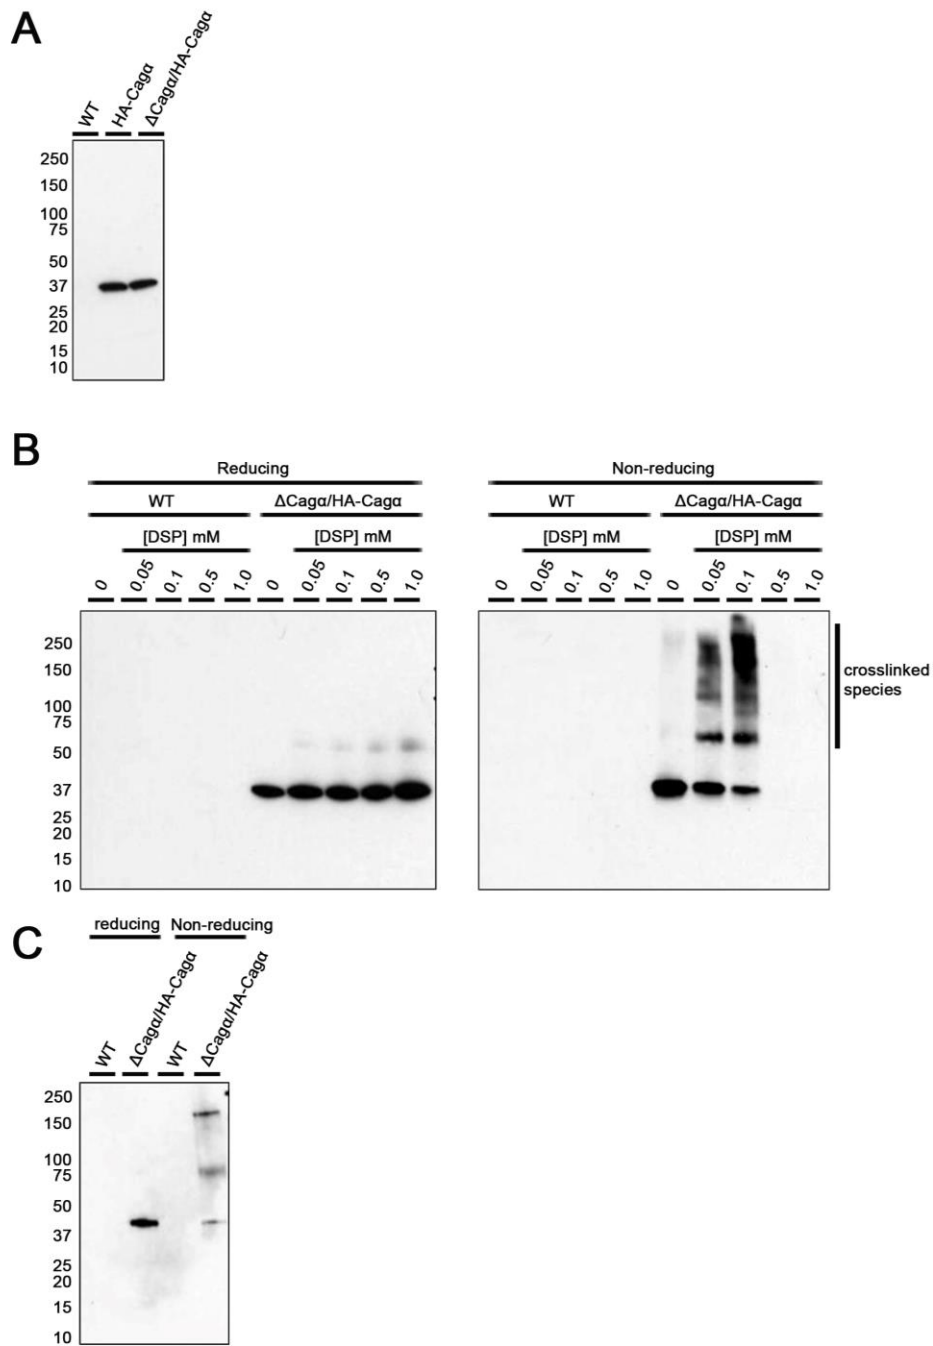 A
WT
HA-Cagα
ΔCagα/HA-Cagα
250
150
100
75
50
37
25
20
15
10
B
Reducing
Non-reducing
WT
ΔCagα/HA-Cagα
WT
ΔCagα/HA-Cagα
[DSP] mM
[DSP] mM
[DSP] mM
[DSP] mM
0 0.05 0.1 0.5 1.0 0 0.05 0.1 0.5 1.0
0 0.05 0.1 0.5 1.0 0 0.05 0.1 0.5 1.0
250
150
100
75
50
37
25
20
15
10
crosslinked
species
C
reducing
Non-reducing
WT
ΔCagα/HA-Cagα
WT
ΔCagα/HA-Cagα
250
150
100
75
50
37
25
20
15
10